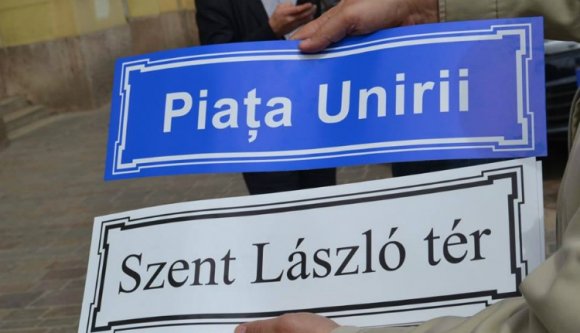 Piața Unirii
Szent László tér